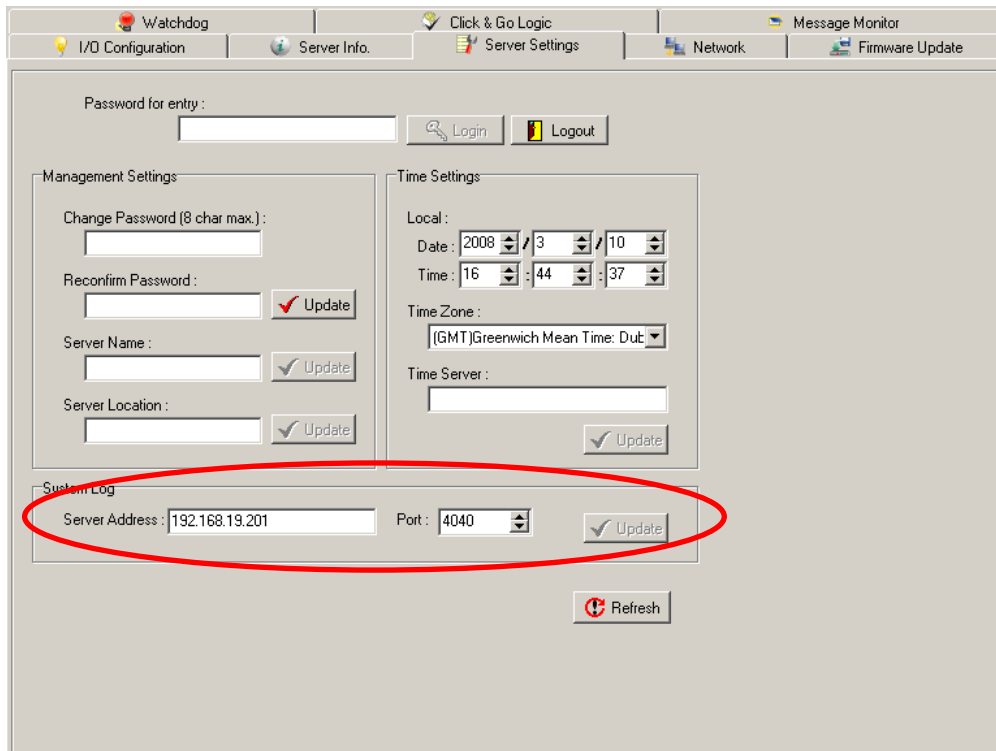 Watchdog
Click & Go Logic
Message Monitor
I/O Configuration
Server Info.
Server Settings
Network
Firmware Update
Password for entry :
Login
Logout
Management Settings
Change Password (8 char max.) :
Reconfirm Password :
Update
Server Name :
Update
Server Location :
Update
Time Settings
Local :
Date : 2008 / 3 / 10
Time : 16 : 44 : 37
Time Zone :
(GMT)Greenwich Mean Time: Dub
Time Server :
Update
System Log
Server Address : 192.168.19.201
Port : 4040
Update
Refresh